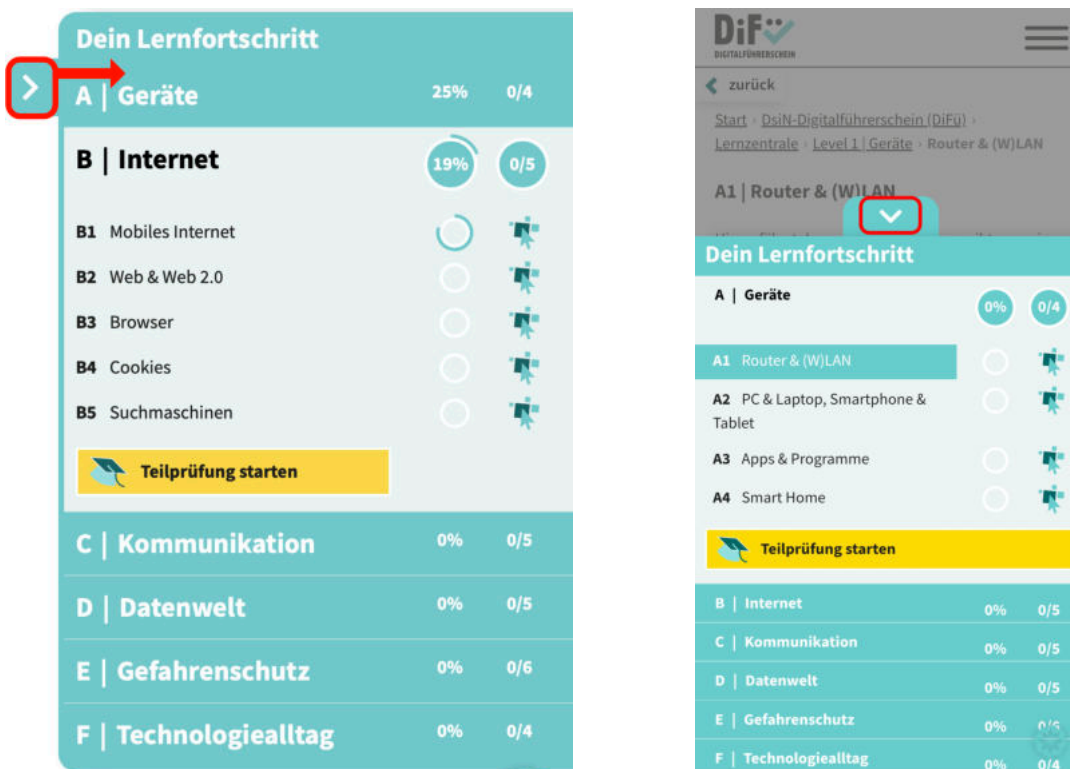 Dein Lernfortschritt
A | Geräte 25% 0/4
B | Internet 19% 0/5
B1 Mobiles Internet
B2 Web & Web 2.0
B3 Browser
B4 Cookies
B5 Suchmaschinen
Teilprüfung starten
C | Kommunikation 0% 0/5
D | Datenwelt 0% 0/5
E | Gefahrenschutz 0% 0/6
F | Technologiealltag 0% 0/4
DiFü
DIGITALFÜHRERSCHEIN
zurück
Start › DsiN-Digitalführerschein (DiFü) ›
Lernzentrale › Level 1 | Geräte › Router & (W)LAN
A1 | Router & (W)LAN
Dein Lernfortschritt
A | Geräte 0% 0/4
A1 Router & (W)LAN
A2 PC & Laptop, Smartphone &
Tablet
A3 Apps & Programme
A4 Smart Home
Teilprüfung starten
B | Internet 0% 0/5
C | Kommunikation 0% 0/5
D | Datenwelt 0% 0/5
E | Gefahrenschutz 0% 0/6
F | Technologiealltag 0% 0/4